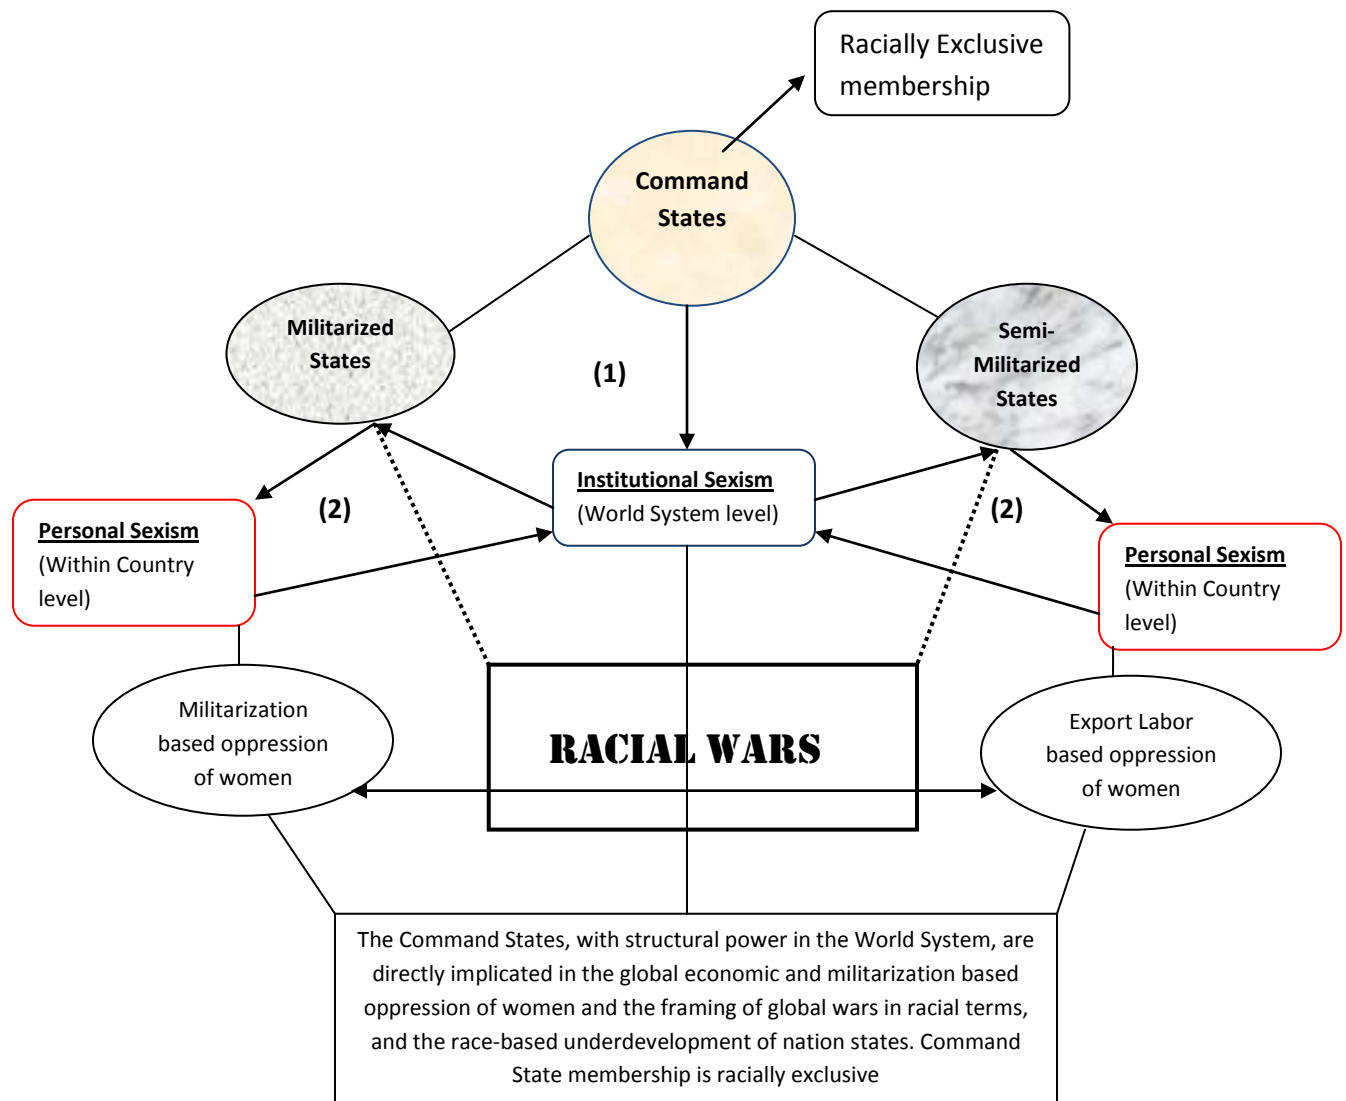 Racially Exclusive
membership
Command
States
Militarized
States
Semi-
Militarized
States
(1)
Institutional Sexism
(World System level)
(2)
(2)
Personal Sexism
(Within Country
level)
Personal Sexism
(Within Country
level)
Militarization
based oppression
of women
RACIAL WARS
Export Labor
based oppression
of women
The Command States, with structural power in the World System, are
directly implicated in the global economic and militarization based
oppression of women and the framing of global wars in racial terms,
and the race-based underdevelopment of nation states. Command
State membership is racially exclusive